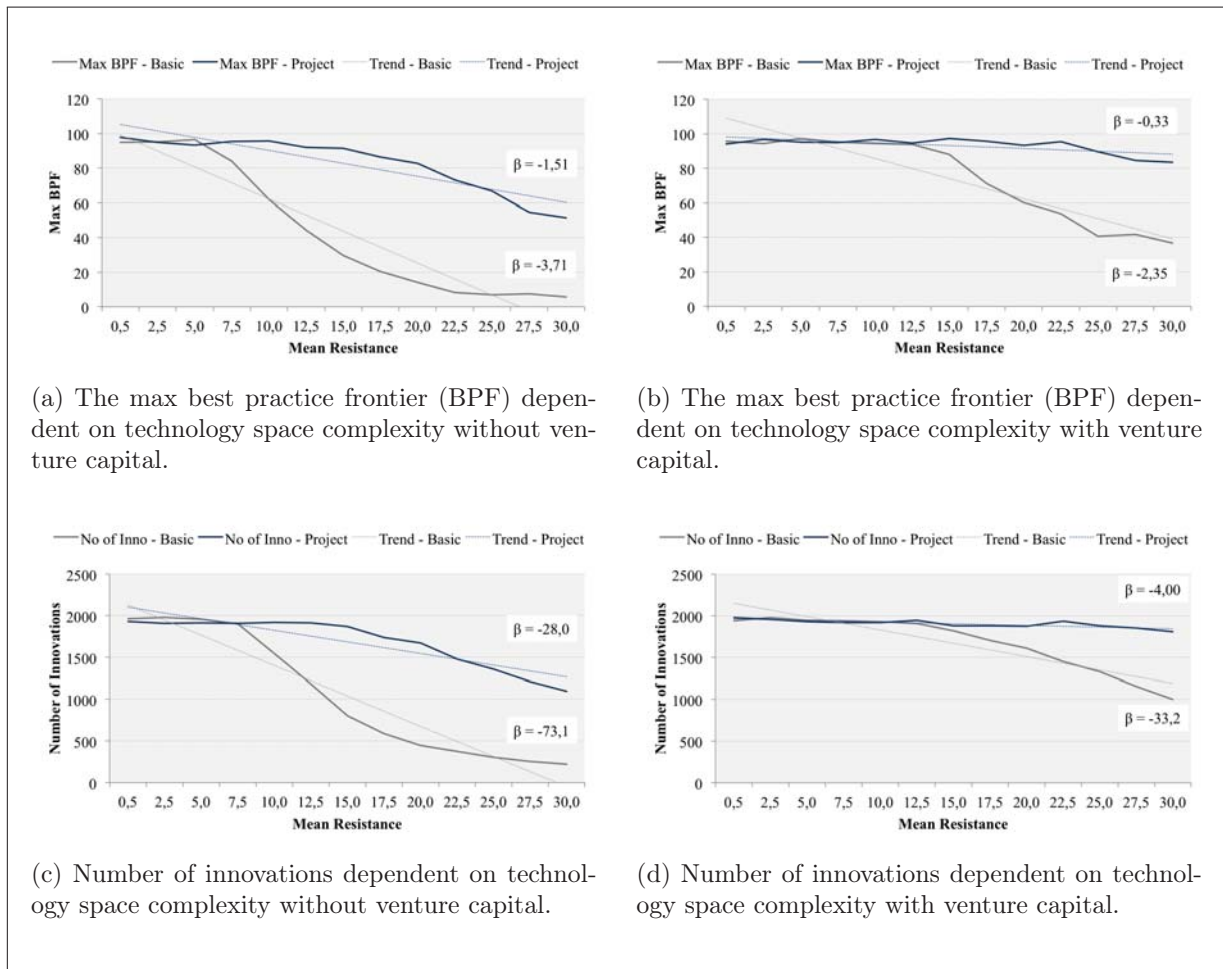 Max BPF - Basic Max BPF - Project Trend - Basic Trend - Project
120
100
80
60
40
20
0
Max BPF
β = -1,51
β = -3,71
0,5 2,5 5,0 7,5 10,0 12,5 15,0 17,5 20,0 22,5 25,0 27,5 30,0
Mean Resistance
(a) The max best practice frontier (BPF) depen-
dent on technology space complexity without ven-
ture capital.
Max BPF - Basic Max BPF - Project Trend - Basic Trend - Project
120
100
80
60
40
20
0
Max BPF
β = -0,33
β = -2,35
0,5 2,5 5,0 7,5 10,0 12,5 15,0 17,5 20,0 22,5 25,0 27,5 30,0
Mean Resistance
(b) The max best practice frontier (BPF) de-
pendent on technology space complexity with venture
capital.
No of Inno - Basic No of Inno - Project Trend - Basic Trend - Project
2500
2000
1500
1000
500
0
Number of Innovations
β = -28,0
β = -73,1
0,5 2,5 5,0 7,5 10,0 12,5 15,0 17,5 20,0 22,5 25,0 27,5 30,0
Mean Resistance
(c) Number of innovations dependent on technol-
ogy space complexity without venture capital.
No of Inno - Basic No of Inno - Project Trend - Basic Trend - Project
2500
2000
1500
1000
500
0
Number of Innovations
β = -4,00
β = -33,2
0,5 2,5 5,0 7,5 10,0 12,5 15,0 17,5 20,0 22,5 25,0 27,5 30,0
Mean Resistance
(d) Number of innovations dependent on technol-
ogy space complexity with venture capital.